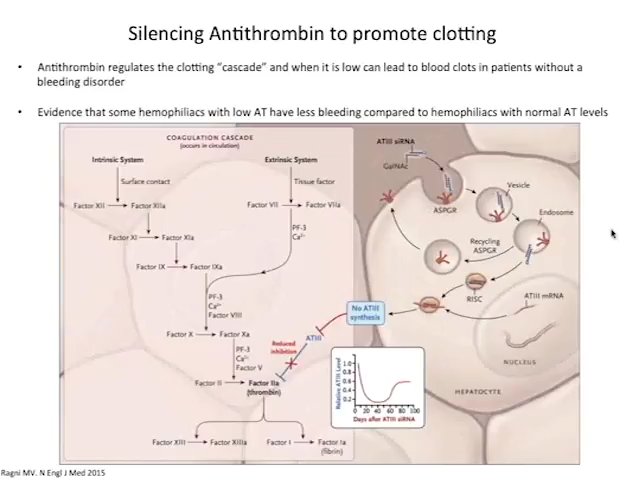 Silencing Antithrombin to promote clotting
• Antithrombin regulates the clotting “cascade” and when it is low can lead to blood clots in patients without a
bleeding disorder
• Evidence that some hemophiliacs with low AT have less bleeding compared to hemophiliacs with normal AT levels
COAGULATION CASCADE
(occurs in circulation)
Intrinsic System
Extrinsic System
Surface contact
Tissue factor
Factor XII
Factor XIIa
Factor VII
Factor VIIa
PF-3
Ca²⁺
Factor XI
Factor XIa
Factor IX
Factor IXa
PF-3
Ca²⁺
Factor VIII
Factor X
Factor Xa
PF-3
Ca²⁺
Factor V
Factor II
Factor IIa
(thrombin)
Factor XIII
Factor XIIIa
Factor I
Factor Ia
(fibrin)
Reduced
inhibition
ATIII
No ATIII
synthesis
ATIII siRNA
GalNAc
ASPGR
Vesicle
Endosome
Recycling
ASPGR
RISC
ATIII mRNA
NUCLEUS
HEPATOCYTE
Relative ATIII Level
1.0
0.8
0.6
0.4
0.2
0 20 40 60 80 100
Days after ATIII siRNA
Ragni MV. N Engl J Med 2015